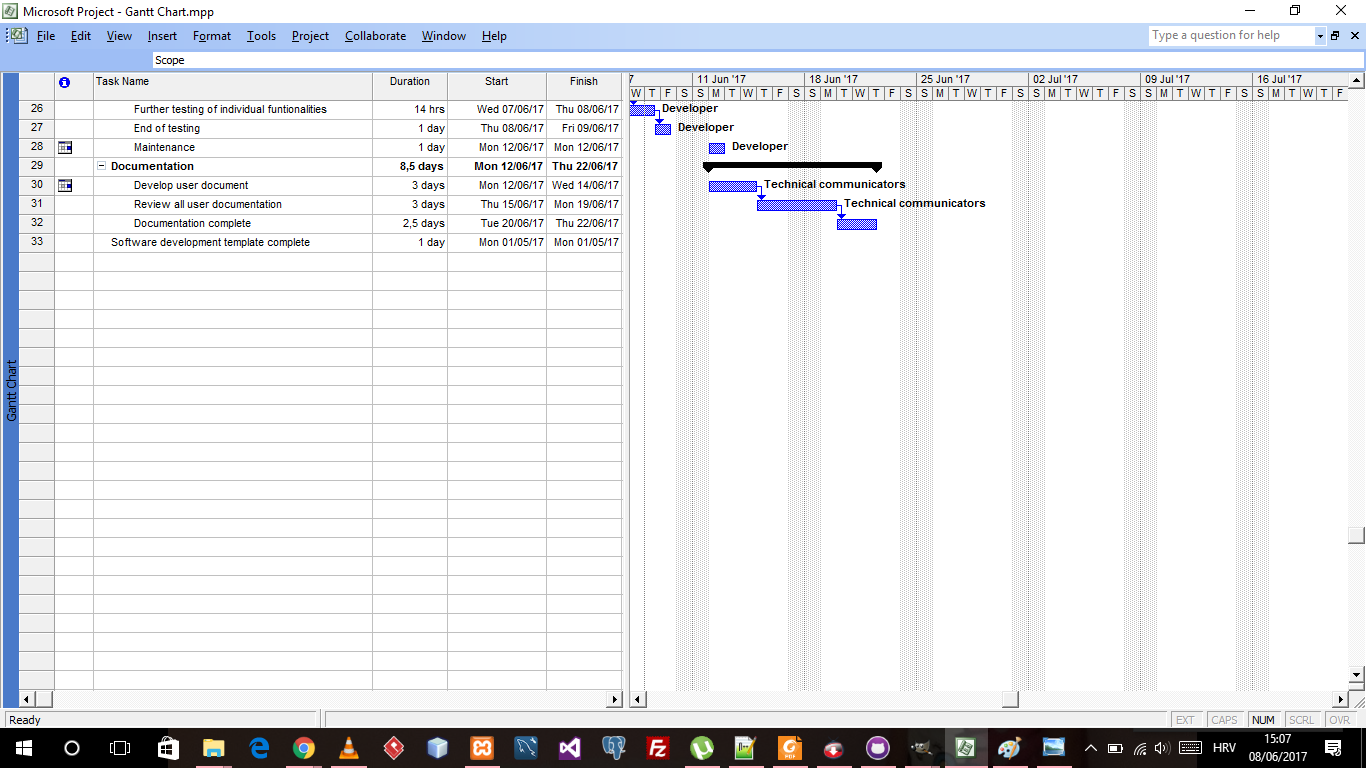 Microsoft Project - Gantt Chart.mpp
File Edit View Insert Format Tools Project Collaborate Window Help Type a question for help
Scope
Task Name Duration Start Finish 7 11 Jun '17 18 Jun '17 25 Jun '17 02 Jul '17 09 Jul '17 16 Jul '17
W T F S S M T W T F S S M T W T F S S M T W T F S S M T W T F S S M T W T F S S M T W T F
26 Further testing of individual funtionalities 14 hrs Wed 07/06/17 Thu 08/06/17 Developer
27 End of testing 1 day Thu 08/06/17 Fri 09/06/17 Developer
28 Maintenance 1 day Mon 12/06/17 Mon 12/06/17 Developer
29 Documentation 8,5 days Mon 12/06/17 Thu 22/06/17
30 Develop user document 3 days Mon 12/06/17 Wed 14/06/17 Technical communicators
31 Review all user documentation 3 days Thu 15/06/17 Mon 19/06/17 Technical communicators
32 Documentation complete 2,5 days Tue 20/06/17 Thu 22/06/17
33 Software development template complete 1 day Mon 01/05/17 Mon 01/05/17
Gantt Chart
Ready EXT CAPS NUM SCRL OVR
HRV 15:07
08/06/2017